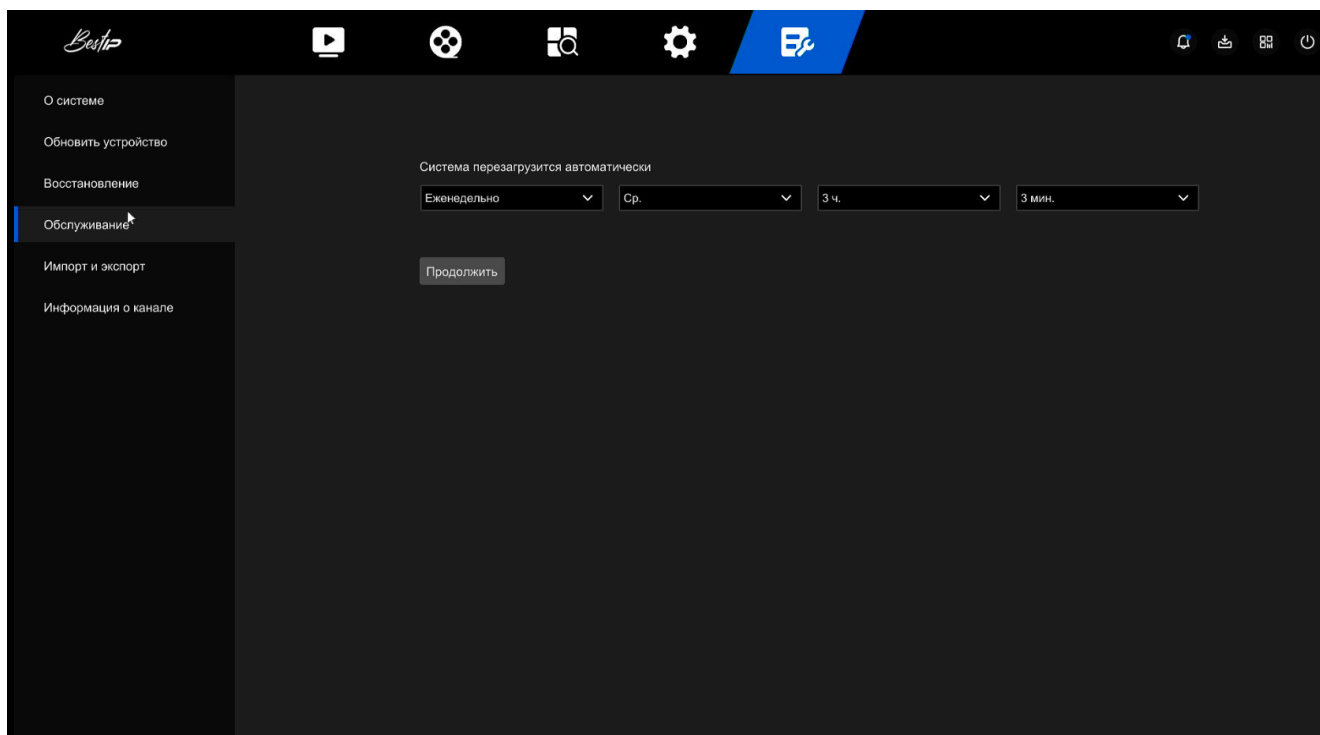 Bestip
О системе
Обновить устройство
Восстановление
Обслуживание
Импорт и экспорт
Информация о канале
Система перезагрузится автоматически
Еженедельно Ср. 3 ч. 3 мин.
Продолжить